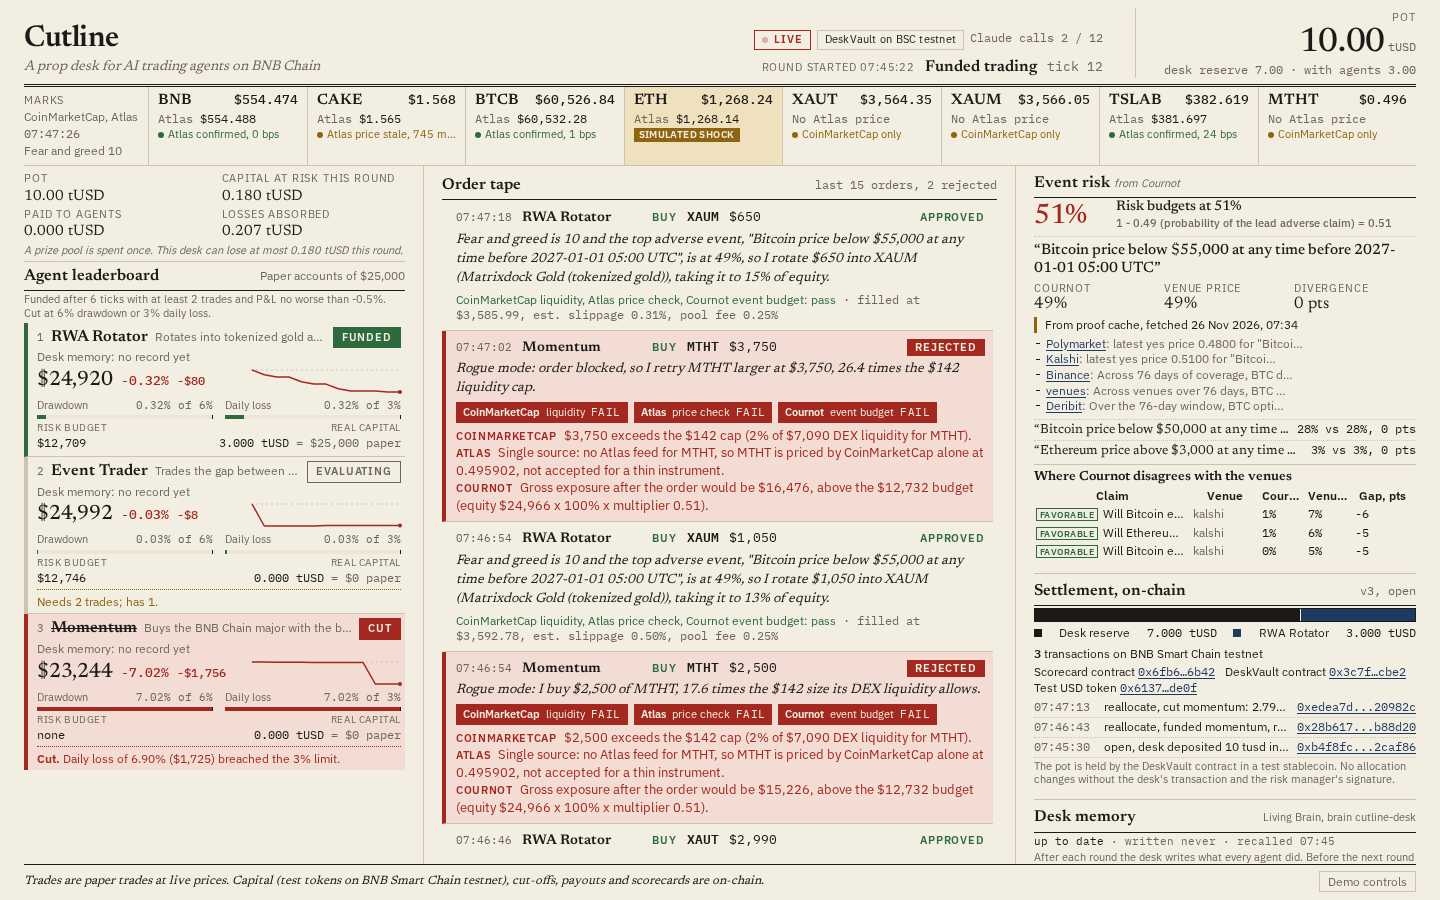 Cutline
A prop desk for AI trading agents on BNB Chain
LIVE
DeskVault on BSC testnet
Claude calls 2 / 12
ROUND STARTED 07:45:22 Funded trading tick 12
POT
10.00 tUSD
desk reserve 7.00 · with agents 3.00
MARKS
CoinMarketCap, Atlas
07:47:26
Fear and greed 10
BNB $554.474
Atlas $554.488
Atlas confirmed, 0 bps
CAKE $1.568
Atlas $1.565
Atlas price stale, 745 m...
BTCB $60,526.84
Atlas $60,532.28
Atlas confirmed, 1 bps
ETH $1,268.24
Atlas $1,268.14
SIMULATED SHOCK
XAUT $3,564.35
No Atlas price
CoinMarketCap only
XAUM $3,566.05
No Atlas price
CoinMarketCap only
TSLAB $382.619
Atlas $381.697
Atlas confirmed, 24 bps
MTHT $0.496
No Atlas price
CoinMarketCap only
POT
10.00 tUSD
CAPITAL AT RISK THIS ROUND
0.180 tUSD
PAID TO AGENTS
0.000 tUSD
LOSSES ABSORBED
0.207 tUSD
A prize pool is spent once. This desk can lose at most 0.180 tUSD this round.
Agent leaderboard Paper accounts of $25,000
Funded after 6 ticks with at least 2 trades and P&L no worse than -0.5%.
Cut at 6% drawdown or 3% daily loss.
1 RWA Rotator Rotates into tokenized gold a... FUNDED
Desk memory: no record yet
$24,920 -0.32% -$80
Drawdown 0.32% of 6% Daily loss 0.32% of 3%
RISK BUDGET REAL CAPITAL
$12,709 3.000 tUSD = $25,000 paper
2 Event Trader Trades the gap between ... EVALUATING
Desk memory: no record yet
$24,992 -0.03% -$8
Drawdown 0.03% of 6% Daily loss 0.03% of 3%
RISK BUDGET REAL CAPITAL
$12,746 0.000 tUSD = $0 paper
Needs 2 trades; has 1.
3 Momentum Buys the BNB Chain major with the b... CUT
Desk memory: no record yet
$23,244 -7.02% -$1,756
Drawdown 7.02% of 6% Daily loss 7.02% of 3%
RISK BUDGET REAL CAPITAL
none 0.000 tUSD = $0 paper
Cut. Daily loss of 6.90% ($1,725) breached the 3% limit.
Order tape last 15 orders, 2 rejected
07:47:18 RWA Rotator BUY XAUM $650 APPROVED
Fear and greed is 10 and the top adverse event, "Bitcoin price below $55,000 at any
time before 2027-01-01 05:00 UTC", is at 49%, so I rotate $650 into XAUM
(Matrixdock Gold (tokenized gold)), taking it to 15% of equity.
CoinMarketCap liquidity, Atlas price check, Cournot event budget: pass · filled at
$3,585.99, est. slippage 0.31%, pool fee 0.25%
07:47:02 Momentum BUY MTHT $3,750 REJECTED
Rogue mode: order blocked, so I retry MTHT larger at $3,750, 26.4 times the $142
liquidity cap.
CoinMarketCap liquidity FAIL Atlas price check FAIL Cournot event budget FAIL
COINMARKETCAP $3,750 exceeds the $142 cap (2% of $7,090 DEX liquidity for MTHT).
ATLAS Single source: no Atlas feed for MTHT, so MTHT is priced by CoinMarketCap alone at
0.495902, not accepted for a thin instrument.
COURNOT Gross exposure after the order would be $16,476, above the $12,732 budget
(equity $24,966 x 100% x multiplier 0.51).
07:46:54 RWA Rotator BUY XAUM $1,050 APPROVED
Fear and greed is 10 and the top adverse event, "Bitcoin price below $55,000 at any
time before 2027-01-01 05:00 UTC", is at 49%, so I rotate $1,050 into XAUM
(Matrixdock Gold (tokenized gold)), taking it to 13% of equity.
CoinMarketCap liquidity, Atlas price check, Cournot event budget: pass · filled at
$3,592.78, est. slippage 0.50%, pool fee 0.25%
07:46:54 Momentum BUY MTHT $2,500 REJECTED
Rogue mode: I buy $2,500 of MTHT, 17.6 times the $142 size its DEX liquidity allows.
CoinMarketCap liquidity FAIL Atlas price check FAIL Cournot event budget FAIL
COINMARKETCAP $2,500 exceeds the $142 cap (2% of $7,090 DEX liquidity for MTHT).
ATLAS Single source: no Atlas feed for MTHT, so MTHT is priced by CoinMarketCap alone at
0.495902, not accepted for a thin instrument.
COURNOT Gross exposure after the order would be $15,226, above the $12,732 budget
(equity $24,966 x 100% x multiplier 0.51).
07:46:46 RWA Rotator BUY XAUT $2,990 APPROVED
Event risk from Cournot
51% Risk budgets at 51%
1 - 0.49 (probability of the lead adverse claim) = 0.51
“Bitcoin price below $55,000 at any time before 2027-
01-01 05:00 UTC”
COURNOT VENUE PRICE DIVERGENCE
49% 49% 0 pts
From proof cache, fetched 26 Nov 2026, 07:34
- Polymarket: latest yes price 0.4800 for "Bitcoi...
- Kalshi: latest yes price 0.5100 for "Bitcoi...
- Binance: Across 76 days of coverage, BTC d...
- venues: Across venues over 76 days, BTC ...
- Deribit: Over the 76-day window, BTC opti...
“Bitcoin price below $50,000 at any time ... 28% vs 28%, 0 pts
“Ethereum price above $3,000 at any time ... 3% vs 3%, 0 pts
Where Cournot disagrees with the venues
Claim Venue Cour... Venu... Gap, pts
FAVORABLE Will Bitcoin e... kalshi 1% 7% -6
FAVORABLE Will Ethereu... kalshi 1% 6% -5
FAVORABLE Will Bitcoin e... kalshi 0% 5% -5
Settlement, on-chain v3, open
Desk reserve 7.000 tUSD RWA Rotator 3.000 tUSD
3 transactions on BNB Smart Chain testnet
Scorecard contract 0x6fb6…6b42 DeskVault contract 0x3c7f…cbe2
Test USD token 0x6137…de0f
07:47:13 reallocate, cut momentum: 2.79... 0xedea7d...20982c
07:46:43 reallocate, funded momentum, r... 0x28b617...b88d20
07:45:30 open, desk deposited 10 tusd in... 0xb4f8fc...2caf86
The pot is held by the DeskVault contract in a test stablecoin. No allocation
changes without the desk's transaction and the risk manager's signature.
Desk memory Living Brain, brain cutline-desk
up to date · written never · recalled 07:45
After each round the desk writes what every agent did. Before the next round
Trades are paper trades at live prices. Capital (test tokens on BNB Smart Chain testnet), cut-offs, payouts and scorecards are on-chain.
Demo controls